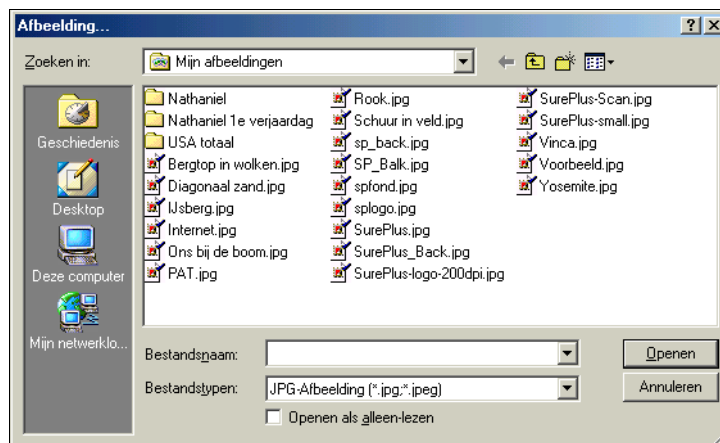 Afbeelding...
Zoeken in:
Mijn afbeeldingen
Geschiedenis
Desktop
Deze computer
Mijn netwerklo...
Nathaniel
Nathaniel 1e verjaardag
USA totaal
Bergtop in wolken.jpg
Diagonaal zand.jpg
IJsberg.jpg
Internet.jpg
Ons bij de boom.jpg
PAT.jpg
Rook.jpg
Schuur in veld.jpg
sp_back.jpg
SP_Balk.jpg
spfond.jpg
splogo.jpg
SurePlus.jpg
SurePlus_Back.jpg
SurePlus-logo-200dpi.jpg
SurePlus-Scan.jpg
SurePlus-small.jpg
Vinca.jpg
Voorbeeld.jpg
Yosemite.jpg
Bestandsnaam:
Openen
Bestandstypen:
JPG-Afbeelding (*.jpg;*.jpeg)
Annuleren
Openen als alleen-lezen